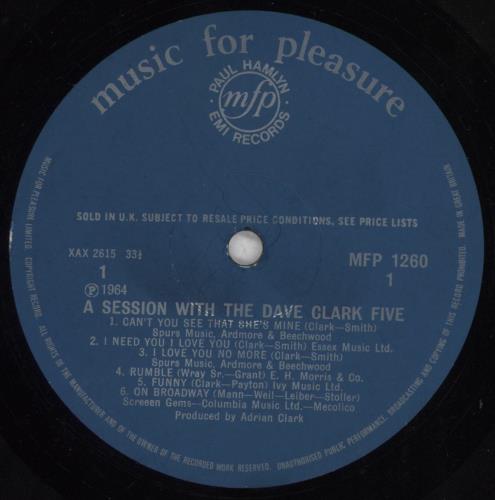 music for pleasure
PAUL HAMLYN
mfp
EMI RECORDS
SOLD IN U.K. SUBJECT TO RESALE PRICE CONDITIONS, SEE PRICE LISTS
XAX 2615 33⅓
MFP 1260
1
1
Ⓟ1964
A SESSION WITH THE DAVE CLARK FIVE
1. CAN'T YOU SEE THAT SHE'S MINE (Clark—Smith)
Spurs Music, Ardmore & Beechwood
2. I NEED YOU I LOVE YOU (Clark—Smith) Essex Music Ltd.
3. I LOVE YOU NO MORE (Clark—Smith)
Spurs Music, Ardmore & Beechwood
4. RUMBLE (Wray Sr.—Grant) E. H. Morris & Co.
5. FUNNY (Clark—Payton) Ivy Music Ltd.
6. ON BROADWAY (Mann—Weil—Leiber—Stoller)
Screeen Gems—Columbia Music Ltd.—Mecolico
Produced by Adrian Clark
MUSIC FOR PLEASURE LIMITED. COPYRIGHT RECORD. MADE IN GREAT BRITAIN. ALL RIGHTS OF THE MANUFACTURER AND OF THE OWNER OF THE RECORDED WORK RESERVED. UNAUTHORISED PUBLIC PERFORMANCE, BROADCASTING AND COPYING OF THIS RECORD PROHIBITED.